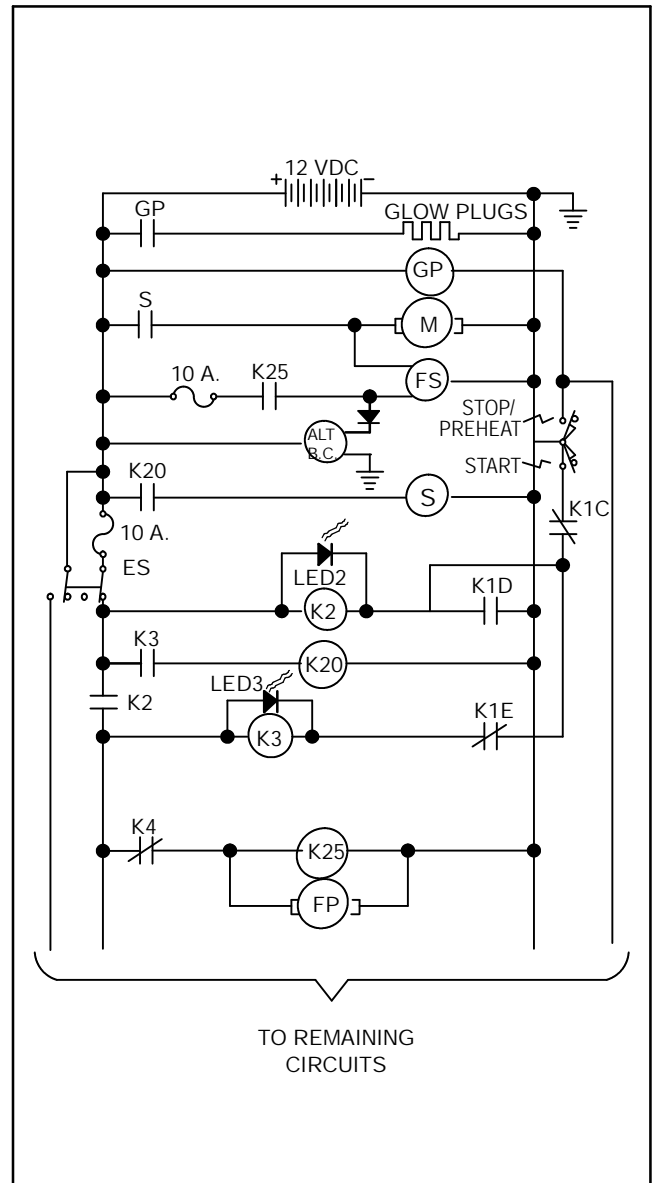 + 12 VDC −
GP
GLOW PLUGS
GP
S
M
10 A.
K25
FS
STOP/
PREHEAT
ALT
B.C.
START
K20
S
K1C
10 A.
ES
LED2
K2
K1D
K3
K20
K2
LED3
K3
K1E
K4
K25
FP
TO REMAINING
CIRCUITS